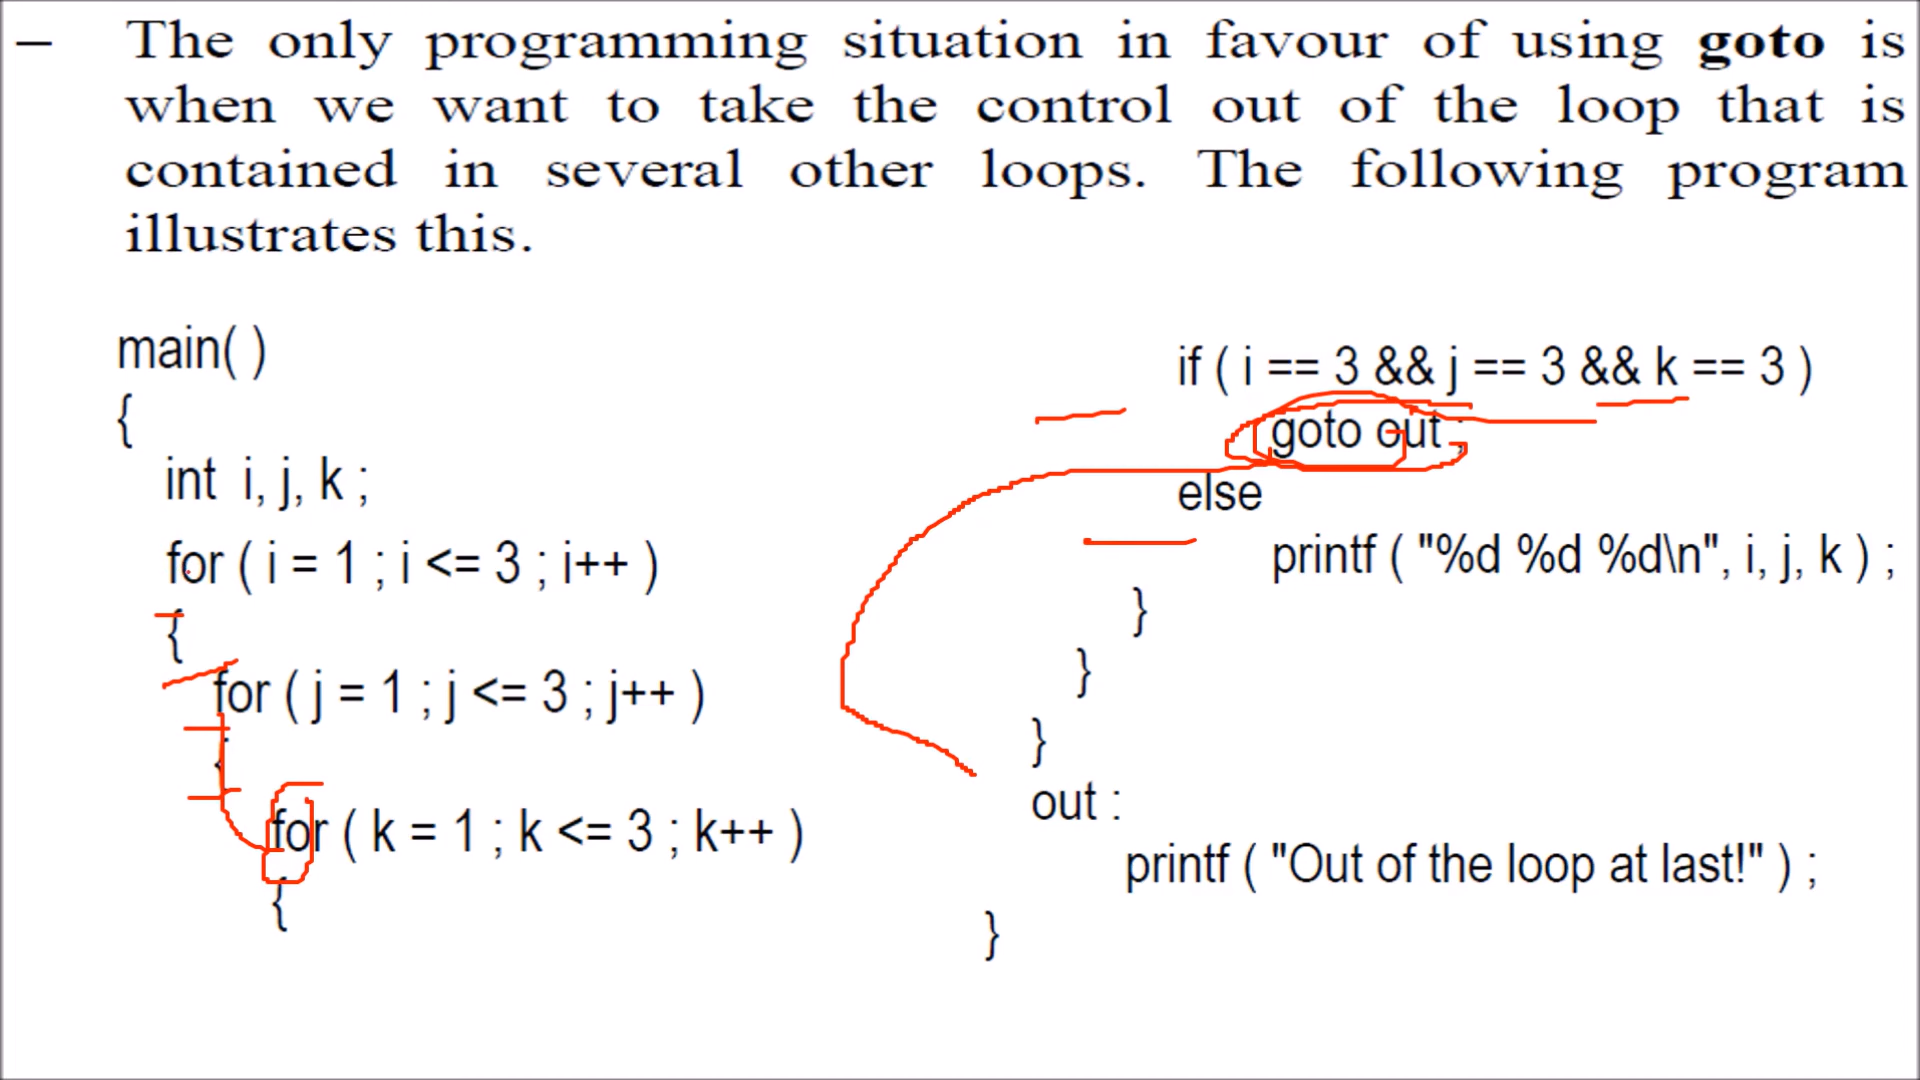 – The only programming situation in favour of using goto is
when we want to take the control out of the loop that is
contained in several other loops. The following program
illustrates this.
main( )
{
int i, j, k ;
for ( i = 1 ; i <= 3 ; i++ )
{
for ( j = 1 ; j <= 3 ; j++ )
{
for ( k = 1 ; k <= 3 ; k++ )
{
if ( i == 3 && j == 3 && k == 3 )
goto out ;
else
printf ( "%d %d %d\n", i, j, k ) ;
}
}
}
out :
printf ( "Out of the loop at last!" ) ;
}